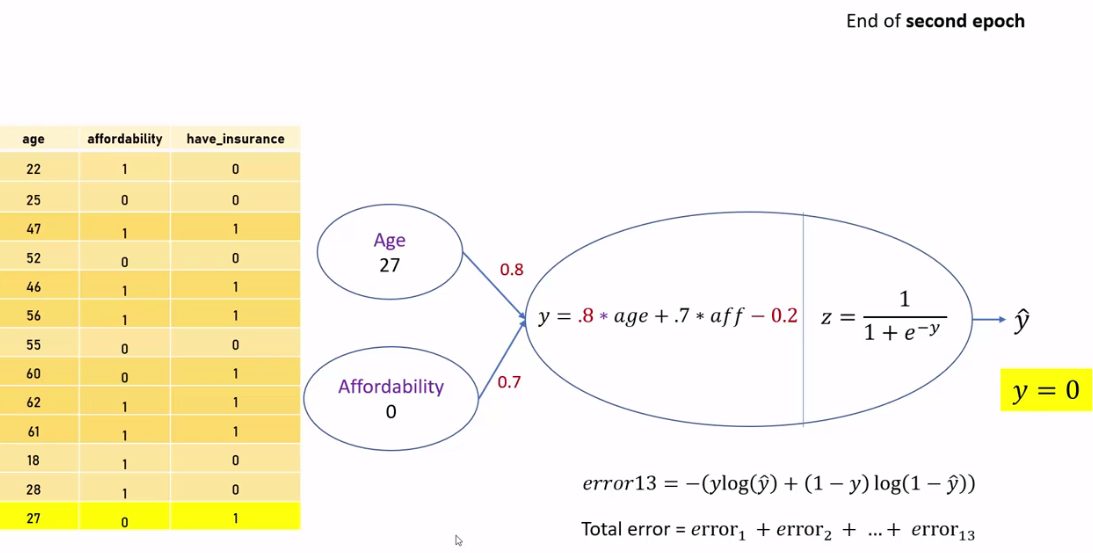 End of second epoch
age affordability have_insurance
22 1 0
25 0 0
47 1 1
52 0 0
46 1 1
56 1 1
55 0 0
60 0 1
62 1 1
61 1 1
18 1 0
28 1 0
27 0 1
Age
27
0.8
y = .8 * age + .7 * aff − 0.2
z = 1 / (1 + e^{−y})
ŷ
Affordability
0
0.7
y = 0
error13 = −(ylog(ŷ) + (1 − y) log(1 − ŷ))
Total error = error₁ + error₂ + ...+ error₁₃